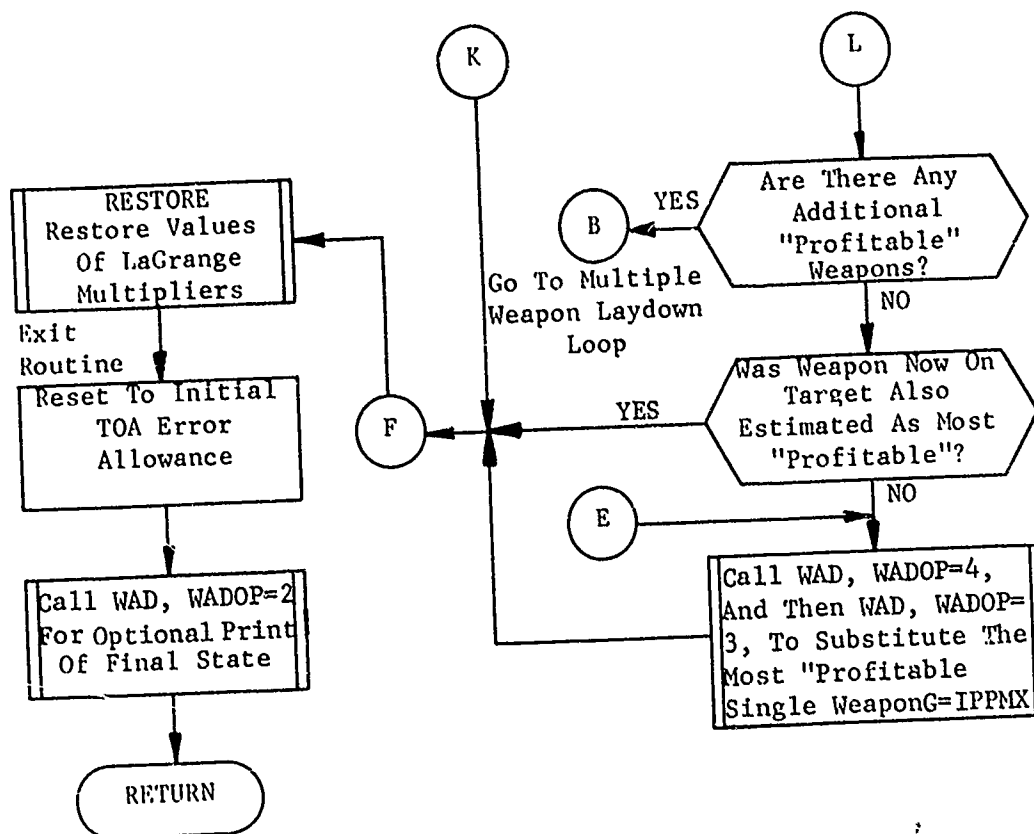 K
L
Are There Any
Additional
"Profitable"
Weapons?
YES
B
Go To Multiple
Weapon Laydown
Loop
NO
Was Weapon Now On
Target Also
Estimated As Most
"Profitable"?
YES
F
NO
E
Call WAD, WADOP=4,
And Then WAD, WADOP=
3, To Substitute The
Most "Profitable
Single WeaponG=IPPMX
RESTORE
Restore Values
Of LaGrange
Multipliers
Exit
Routine
Reset To Initial
TOA Error
Allowance
Call WAD, WADOP=2
For Optional Print
Of Final State
RETURN